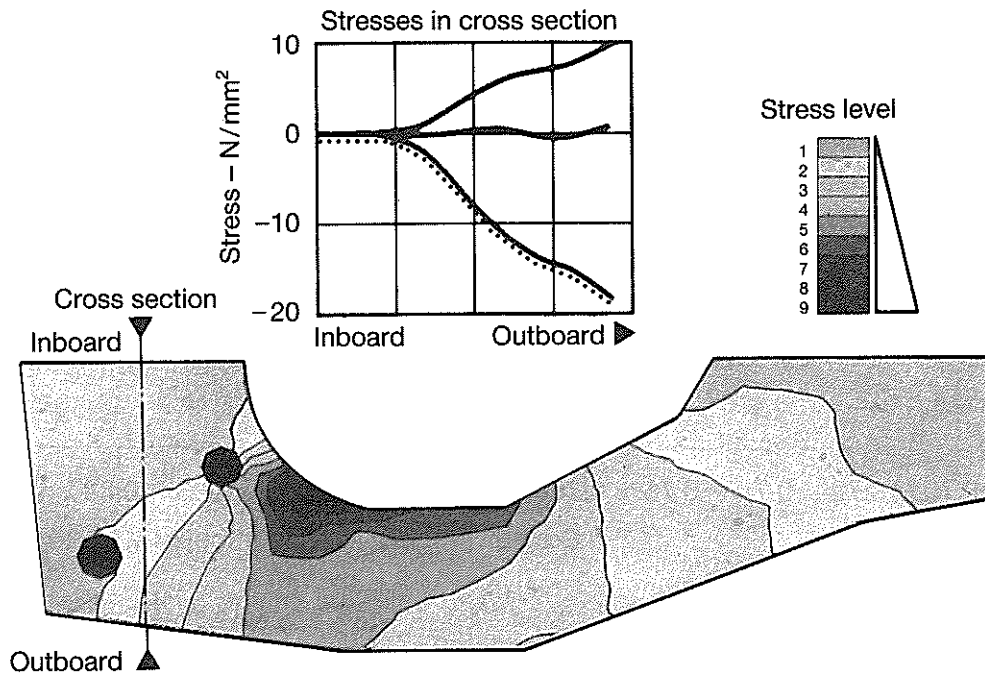 Stresses in cross section
Stress – N/mm²
10
0
−10
−20
Inboard
Outboard
Stress level
1
2
3
4
5
6
7
8
9
Cross section
Inboard
Outboard